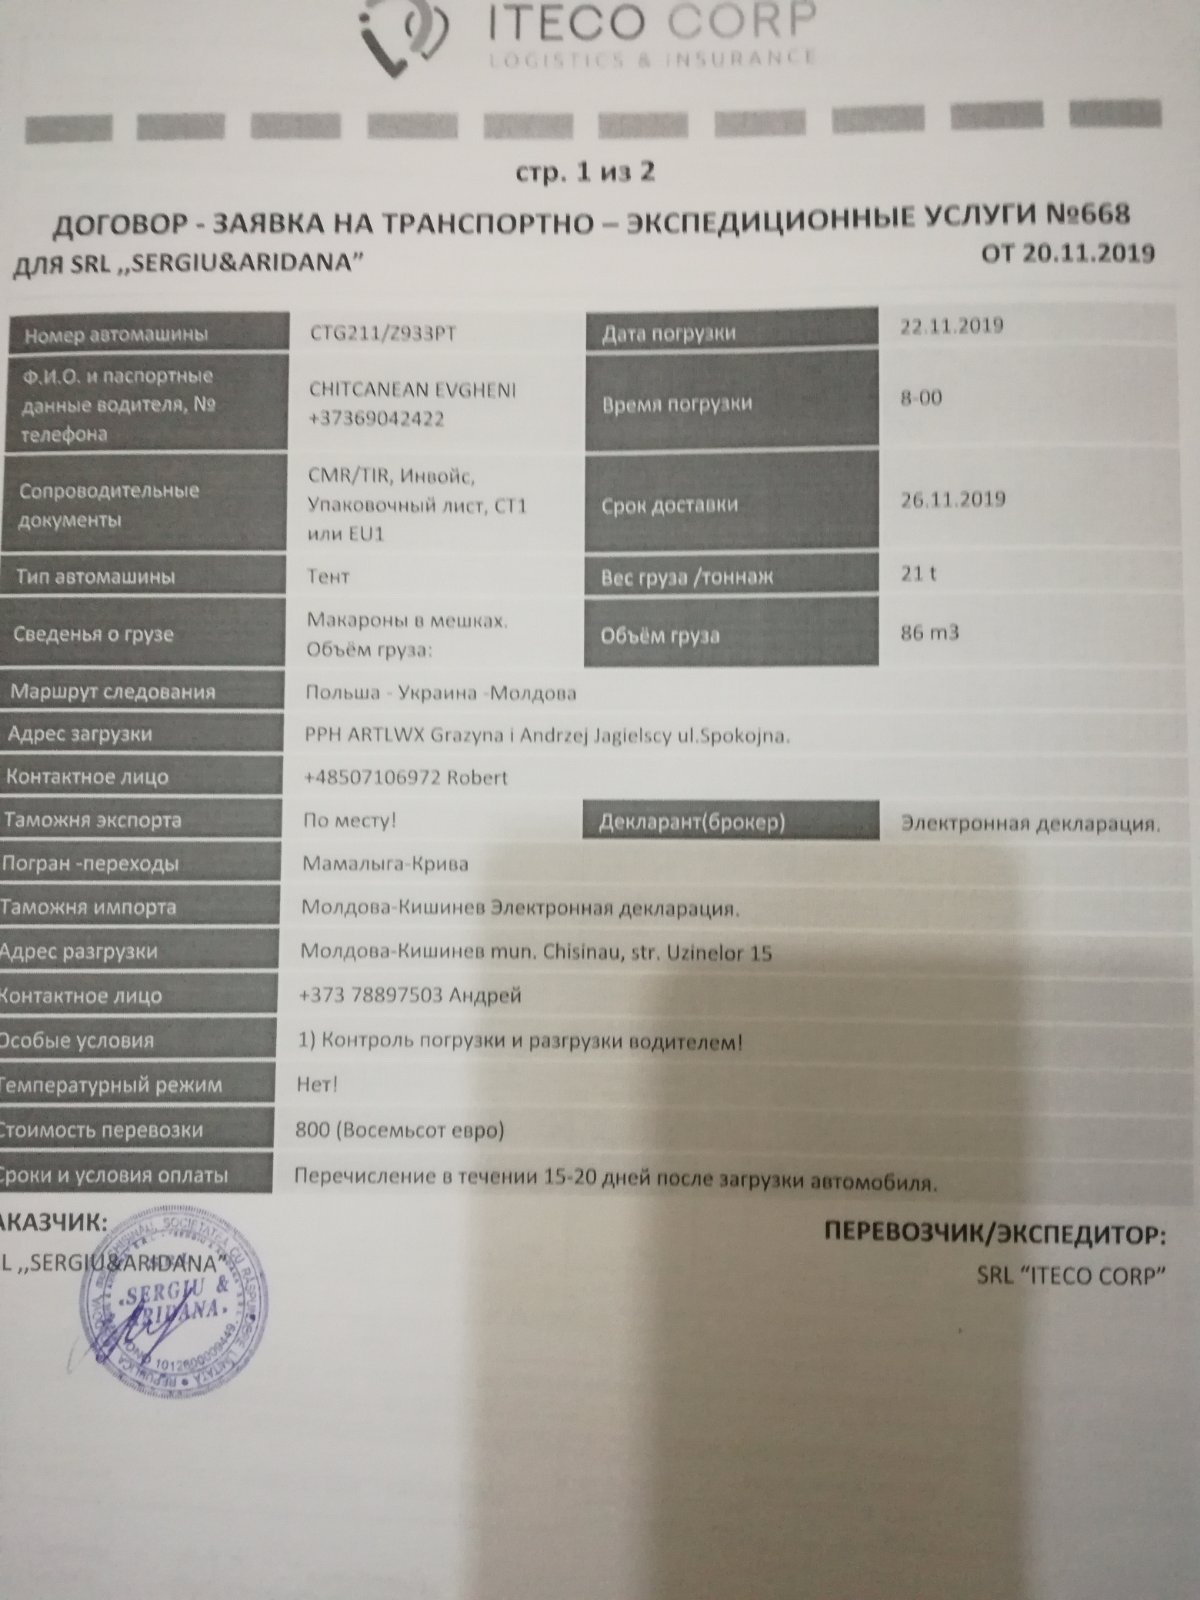 ITECO CORP
LOGISTICS & INSURANCE
стр. 1 из 2
ДОГОВОР - ЗАЯВКА НА ТРАНСПОРТНО – ЭКСПЕДИЦИОННЫЕ УСЛУГИ №668
ДЛЯ SRL ,,SERGIU&ARIDANA” ОТ 20.11.2019
Номер автомашины CTG211/Z933PT Дата погрузки 22.11.2019
Ф.И.О. и паспортные
данные водителя, №
телефона
CHITCANEAN EVGHENI
+37369042422
Время погрузки 8-00
Сопроводительные
документы
CMR/TIR, Инвойс,
Упаковочный лист, СТ1
или EU1
Срок доставки 26.11.2019
Тип автомашины Тент Вес груза /тоннаж 21 t
Сведенья о грузе
Макароны в мешках.
Объём груза:
Объём груза 86 m3
Маршрут следования Польша - Украина -Молдова
Адрес загрузки PPH ARTLWX Grazyna i Andrzej Jagielscy ul.Spokojna.
Контактное лицо +48507106972 Robert
Таможня экспорта По месту! Декларант(брокер) Электронная декларация.
Погран -переходы Мамалыга-Крива
Таможня импорта Молдова-Кишинев Электронная декларация.
Адрес разгрузки Молдова-Кишинев mun. Chisinau, str. Uzinelor 15
Контактное лицо +373 78897503 Андрей
Особые условия 1) Контроль погрузки и разгрузки водителем!
Температурный режим Нет!
Стоимость перевозки 800 (Восемьсот евро)
Сроки и условия оплаты Перечисление в течении 15-20 дней после загрузки автомобиля.
АКАЗЧИК: ПЕРЕВОЗЧИК/ЭКСПЕДИТОР:
L ,,SERGIU&ARIDANA” SRL “ITECO CORP”
SERGIU &
ARIDANA